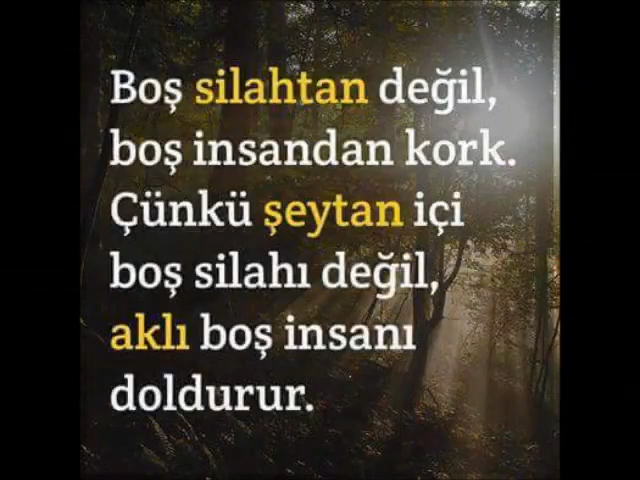 Boş silahtan değil,
boş insandan kork.
Çünkü şeytan içi
boş silahı değil,
aklı boş insanı
doldurur.